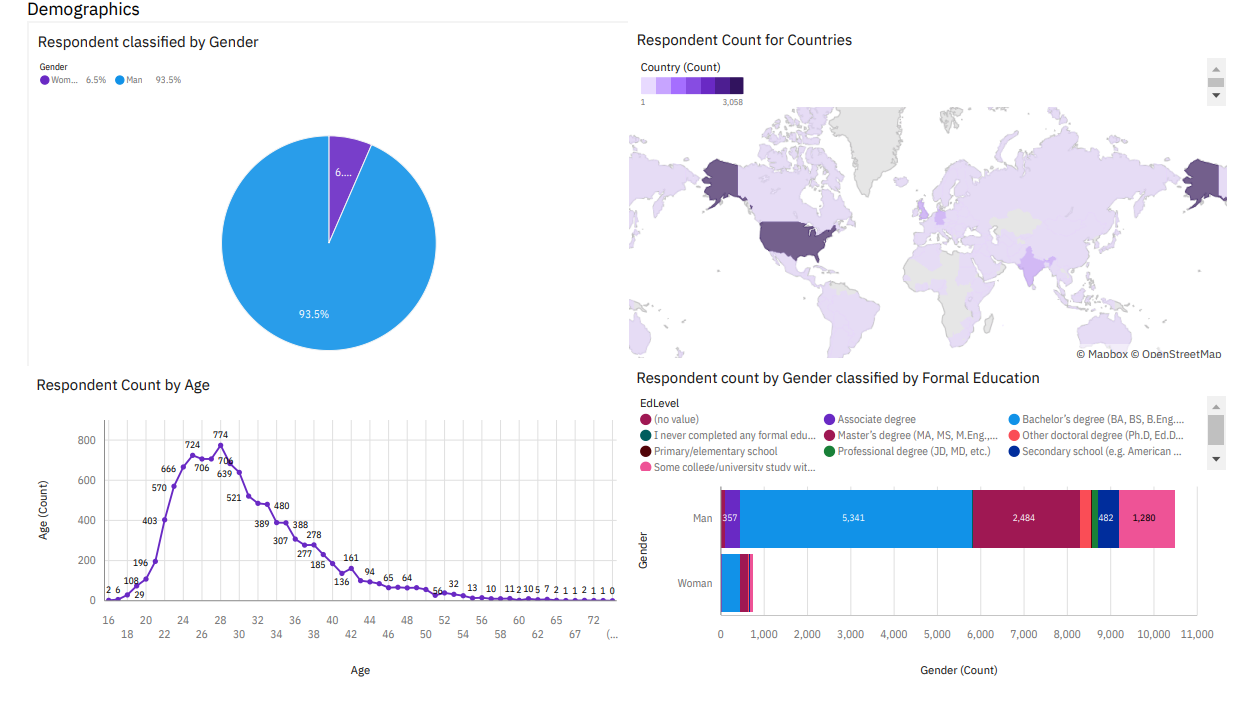 Demographics
Respondent classified by Gender
Gender
Wom... 6.5% Man 93.5%
6....
93.5%
Respondent Count for Countries
Country (Count)
1 3,058
© Mapbox © OpenStreetMap
Respondent Count by Age
Age (Count)
800
600
400
200
0
774
724
706
706
666
639
570
521
480
403
389
388
307
278
277
196
185
161
136
108
94
65
64
56
32
29
2 6
13 10 11 2 10 5 7 2 1 1 2 1 1 0
16 20 24 28 32 36 40 44 48 52 56 60 64 72
18 22 26 30 34 38 42 46 50 54 58 62 67 (...
Age
Respondent count by Gender classified by Formal Education
EdLevel
(no value) Associate degree Bachelor's degree (BA, BS, B.Eng....
I never completed any formal edu... Master's degree (MA, MS, M.Eng.,... Other doctoral degree (Ph.D, Ed.D...
Primary/elementary school Professional degree (JD, MD, etc.) Secondary school (e.g. American ...
Some college/university study wit...
Gender
Man 357 5,341 2,484 482 1,280
Woman
0 1,000 2,000 3,000 4,000 5,000 6,000 7,000 8,000 9,000 10,000 11,000
Gender (Count)